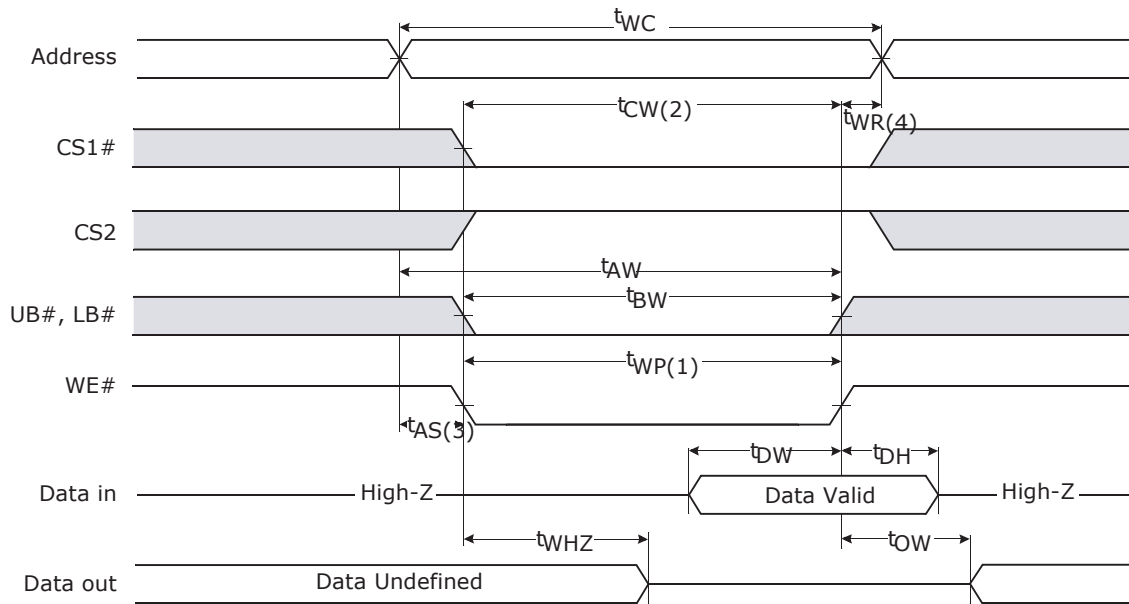 tWC
Address
tCW(2)
tWR(4)
CS1#
CS2
tAW
tBW
UB#, LB#
tWP(1)
WE#
tAS(3)
tDW
tDH
Data in
High-Z
Data Valid
High-Z
tWHZ
tOW
Data out
Data Undefined